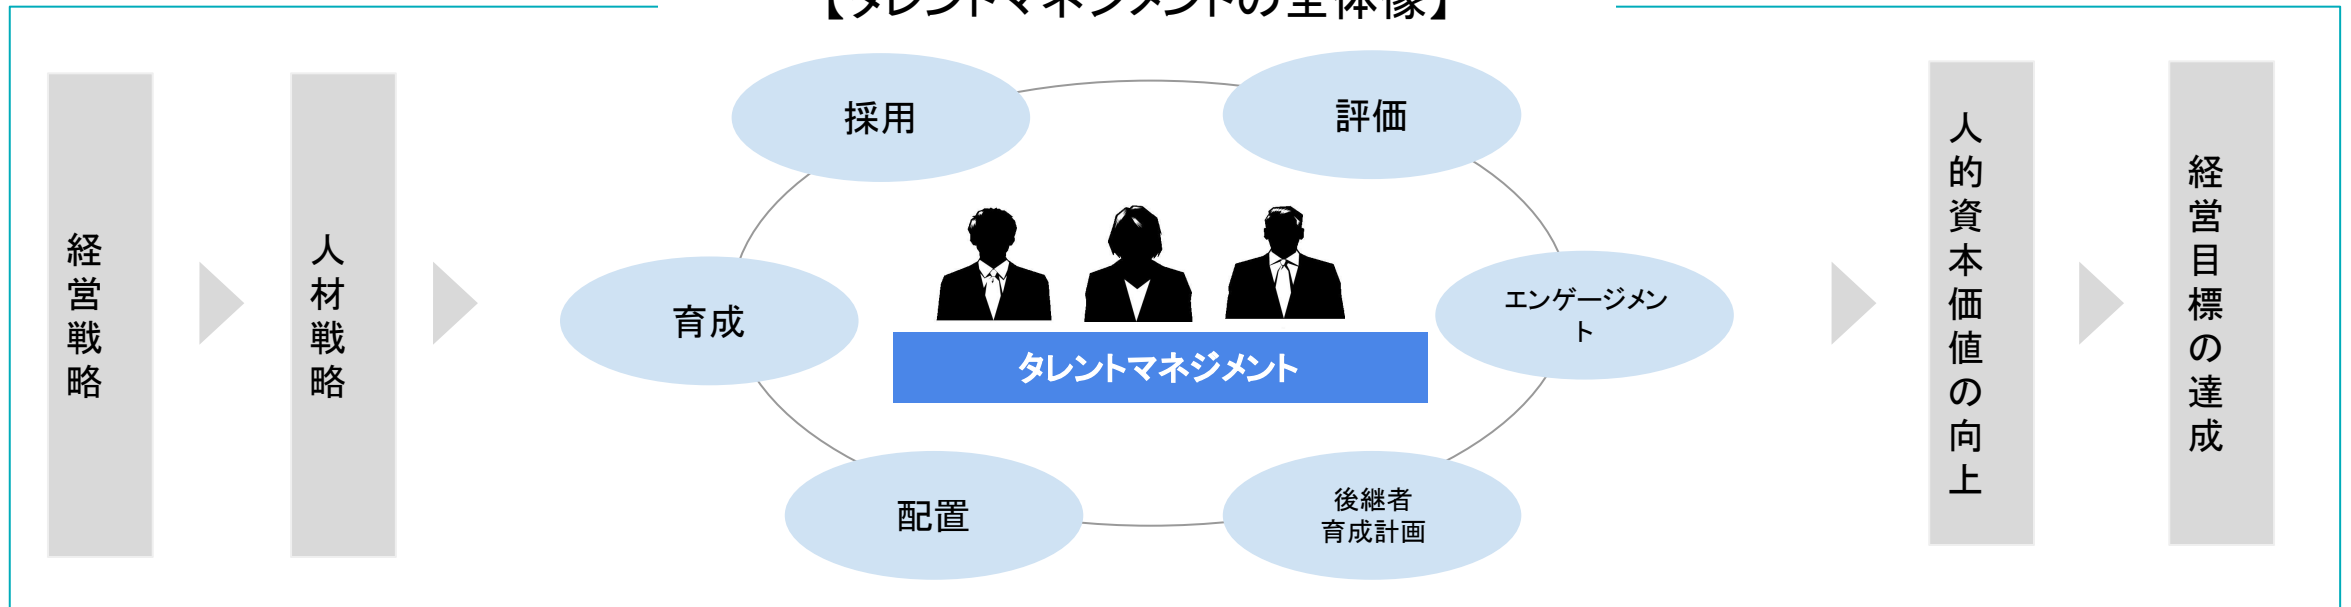 【タレントマネジメントの全体像】
経営戦略
人材戦略
採用
評価
育成
エンゲージメン
ト
タレントマネジメント
配置
後継者
育成計画
人的資本価値の向上
経営目標の達成